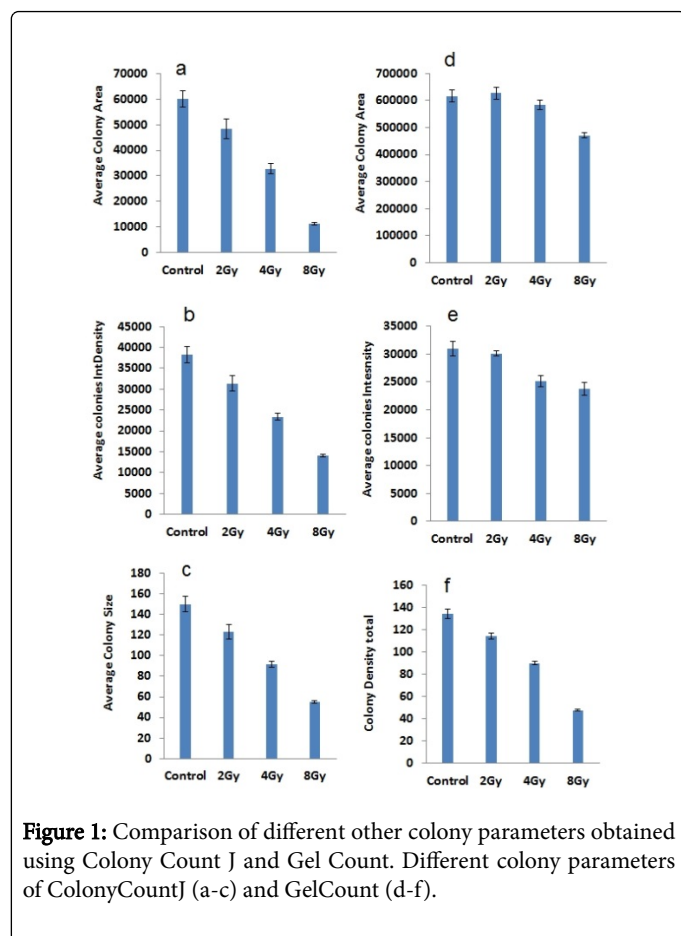 a
Average Colony Area
70000
60000
50000
40000
30000
20000
10000
0
Control 2Gy 4Gy 8Gy
d
Average Colony Area
700000
600000
500000
400000
300000
200000
100000
0
Control 2Gy 4Gy 8Gy
b
Average colonies IntDensity
45000
40000
35000
30000
25000
20000
15000
10000
5000
0
Control 2Gy 4Gy 8Gy
e
Average colonies Intesnsity
35000
30000
25000
20000
15000
10000
5000
0
Control 2Gy 4Gy 8Gy
c
Average Colony Size
180
160
140
120
100
80
60
40
20
0
Control 2Gy 4Gy 8Gy
f
Colony Density total
160
140
120
100
80
60
40
20
0
Control 2Gy 4Gy 8Gy
Figure 1: Comparison of different other colony parameters obtained
using Colony Count J and Gel Count. Different colony parameters
of ColonyCountJ (a-c) and GelCount (d-f).